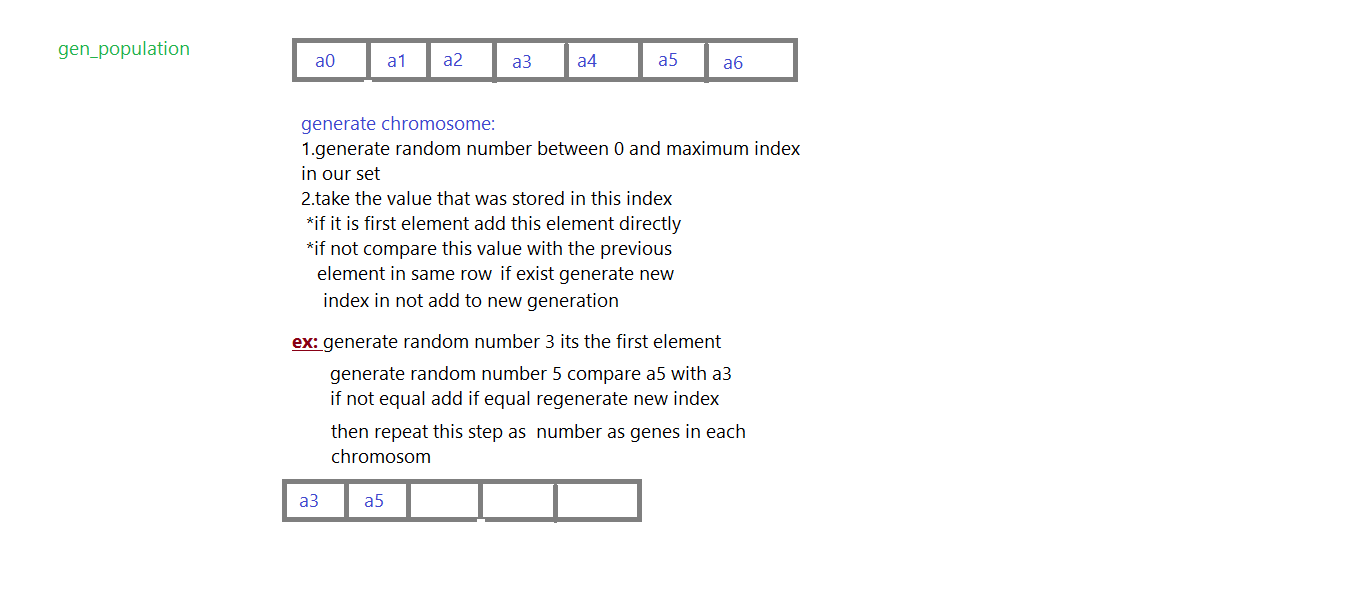 gen_population
a0 a1 a2 a3 a4 a5 a6
generate chromosome:
1.generate random number between 0 and maximum index
in our set
2.take the value that was stored in this index
*if it is first element add this element directly
*if not compare this value with the previous
element in same row if exist generate new
index in not add to new generation
ex: generate random number 3 its the first element
generate random number 5 compare a5 with a3
if not equal add if equal regenerate new index
then repeat this step as number as genes in each
chromosom
a3 a5